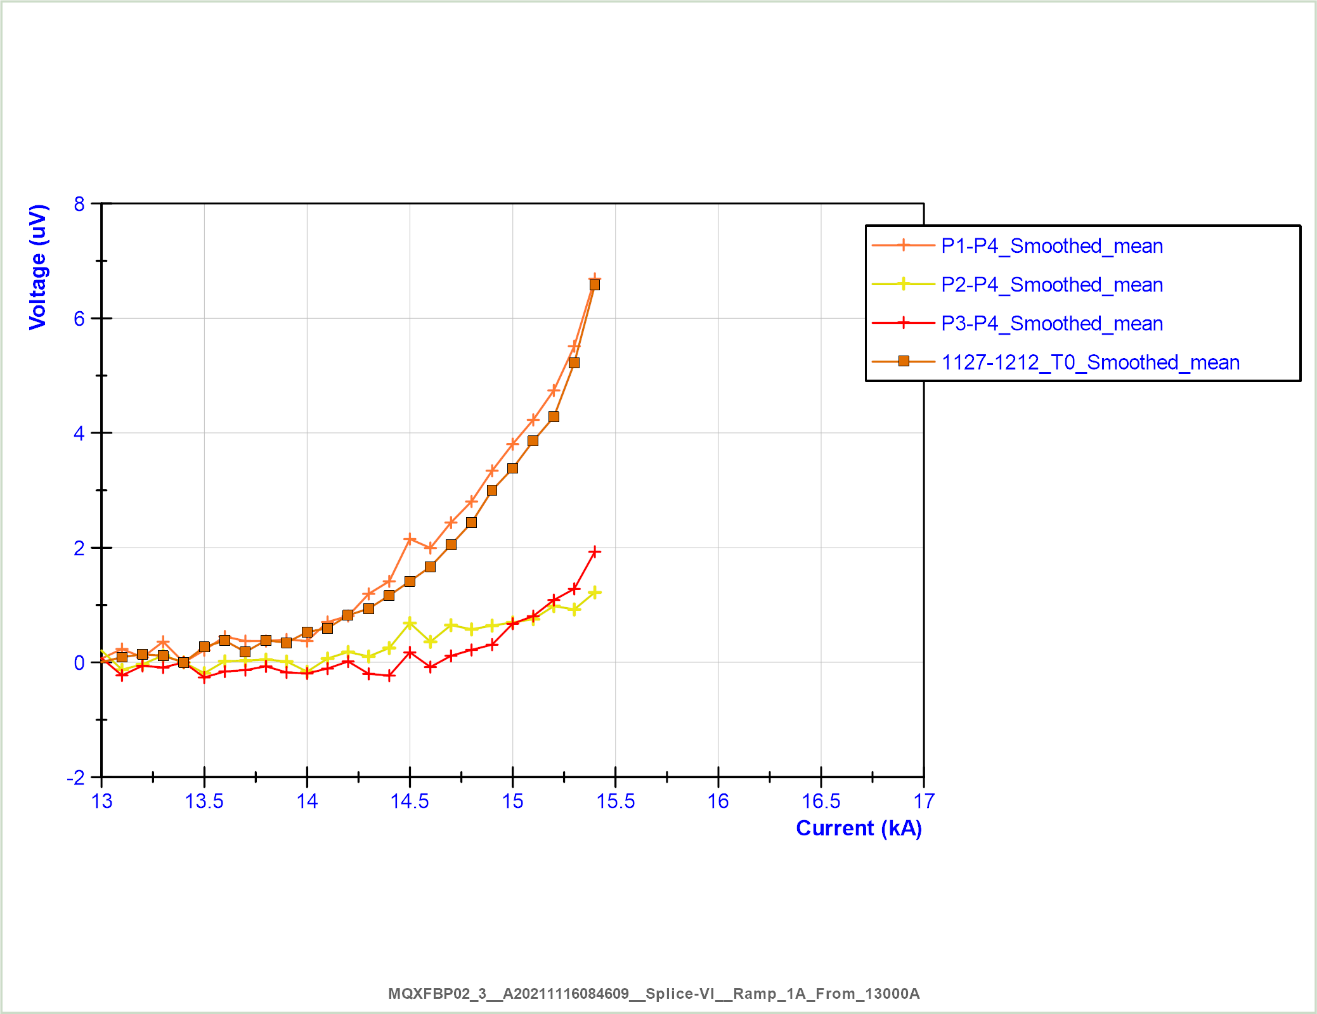 Voltage (uV)
8
6
4
2
0
-2
13
13.5
14
14.5
15
15.5
16
16.5
17
Current (kA)
P1-P4_Smoothed_mean
P2-P4_Smoothed_mean
P3-P4_Smoothed_mean
1127-1212_T0_Smoothed_mean
MQXFBP02_3__A20211116084609__Splice-VI__Ramp_1A_From_13000A